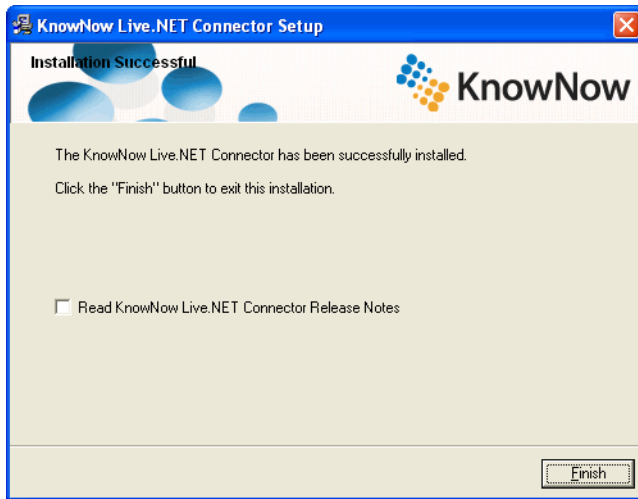 KnowNow Live.NET Connector Setup
Installation Successful
KnowNow
The KnowNow Live.NET Connector has been successfully installed.
Click the "Finish" button to exit this installation.
Read KnowNow Live.NET Connector Release Notes
Finish